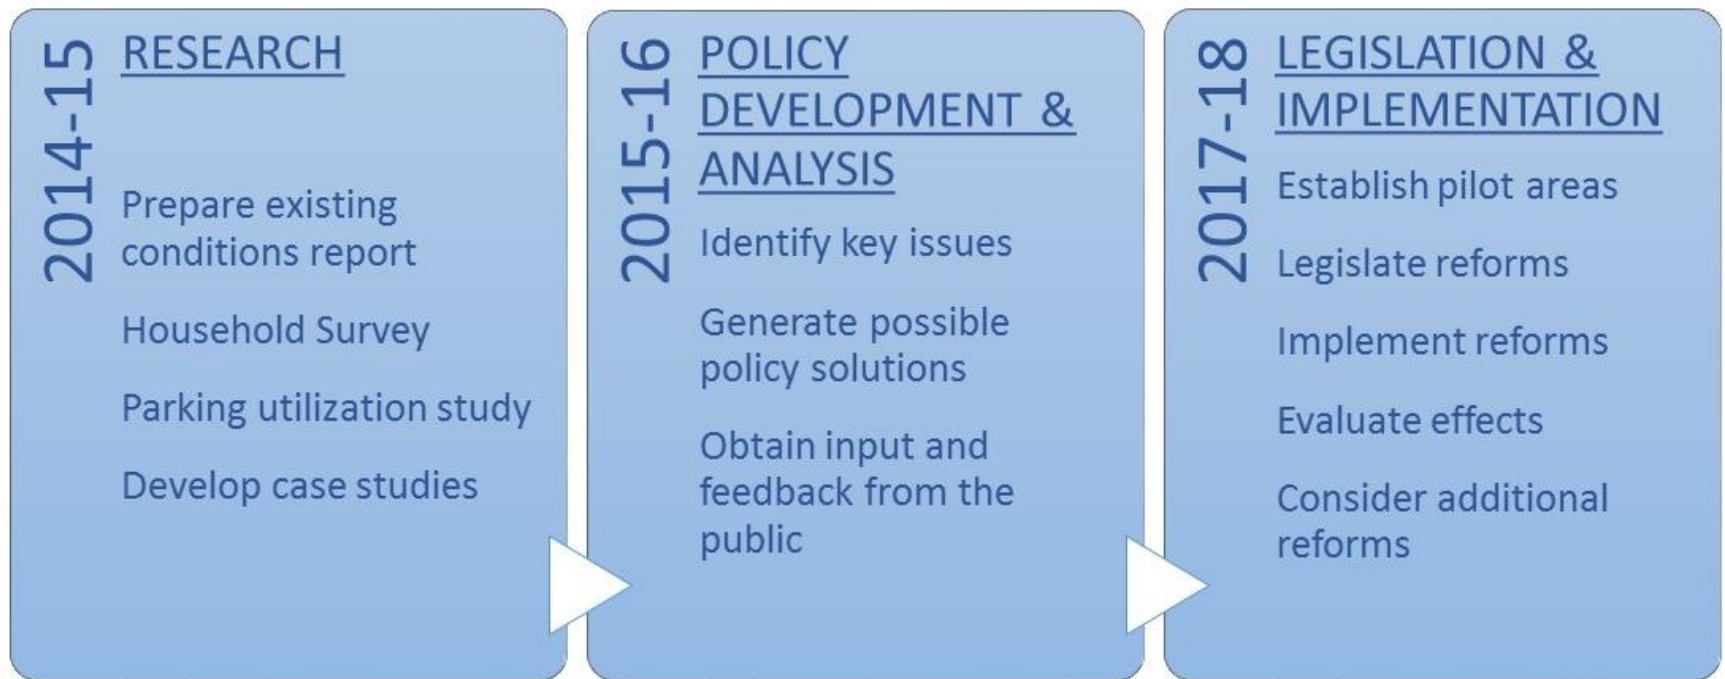 2014-15
RESEARCH
Prepare existing
conditions report
Household Survey
Parking utilization study
Develop case studies
2015-16
POLICY
DEVELOPMENT &
ANALYSIS
Identify key issues
Generate possible
policy solutions
Obtain input and
feedback from the
public
2017-18
LEGISLATION &
IMPLEMENTATION
Establish pilot areas
Legislate reforms
Implement reforms
Evaluate effects
Consider additional
reforms